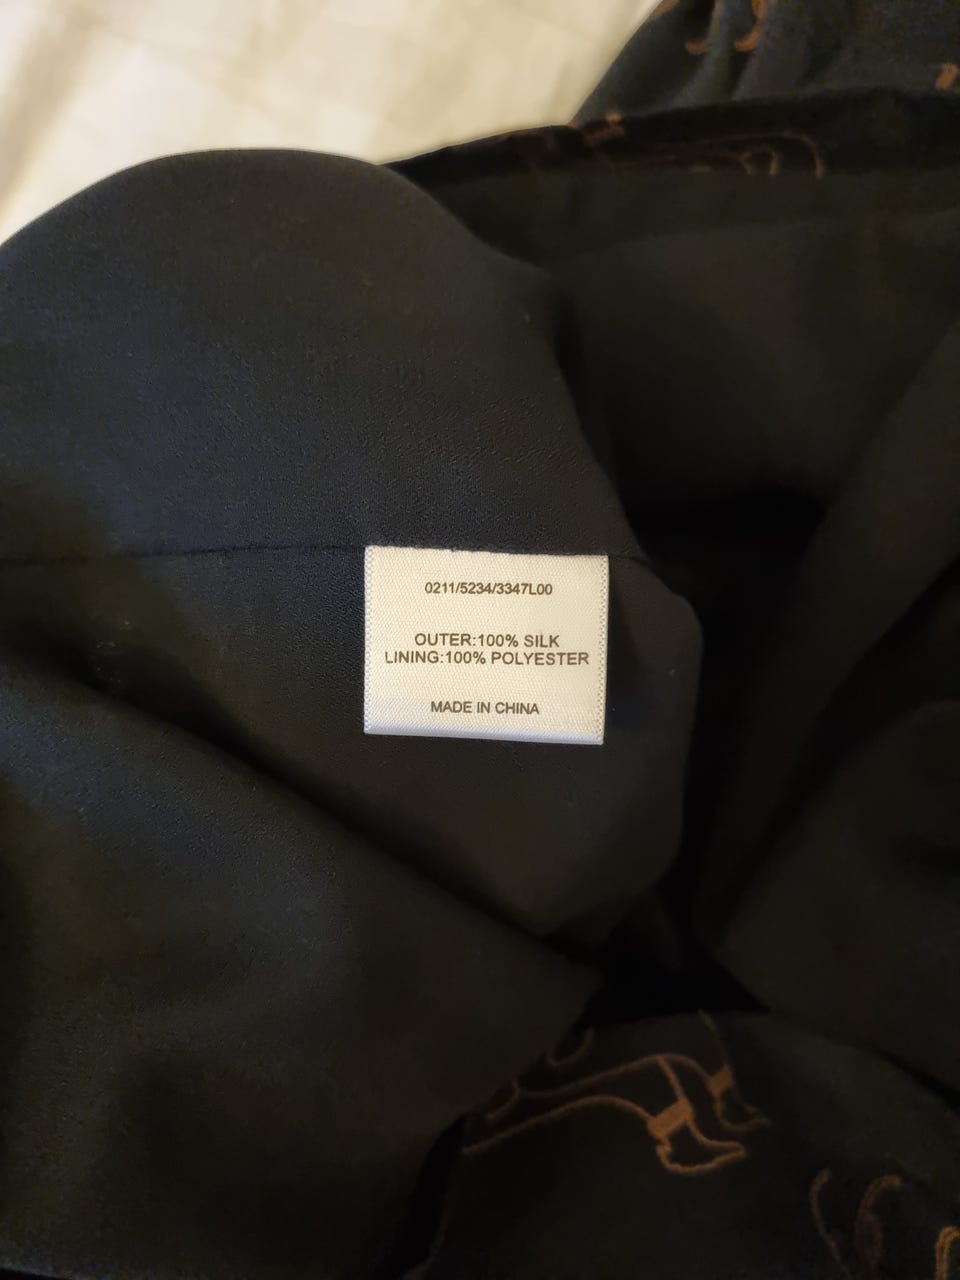 0211/5234/3347L00
OUTER:100% SILK
LINING:100% POLYESTER
MADE IN CHINA